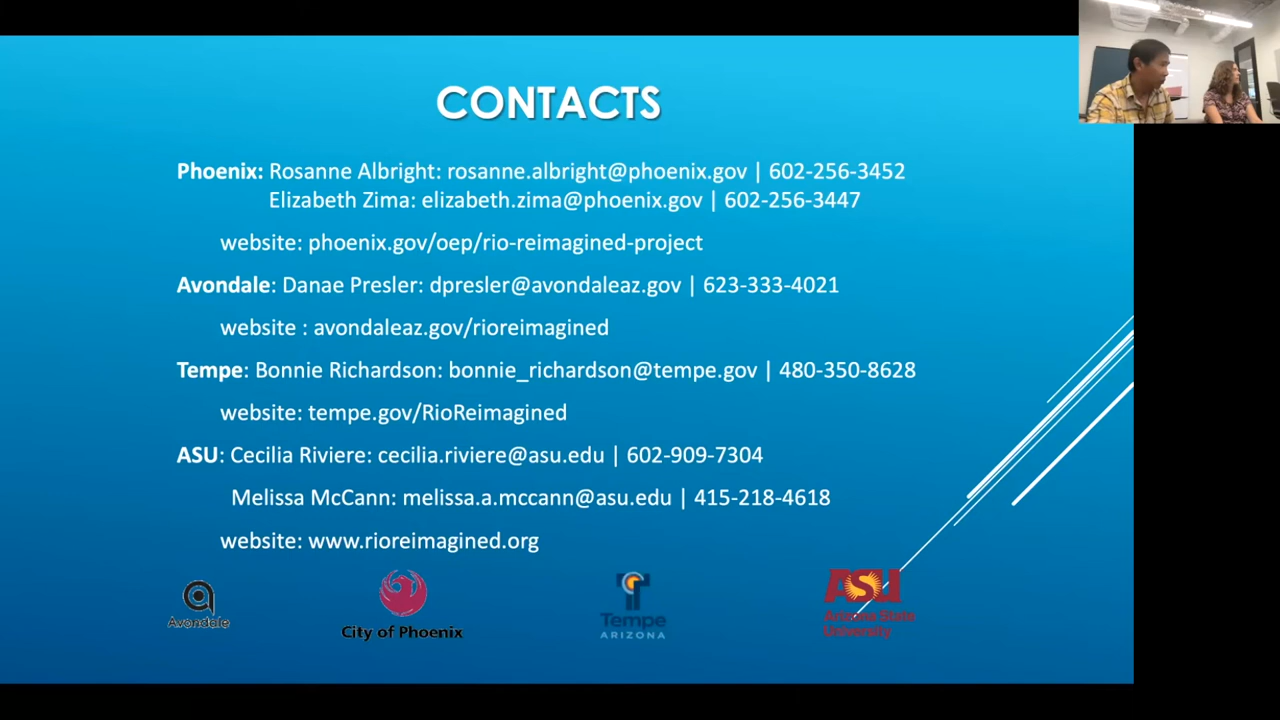 CONTACTS
Phoenix: Rosanne Albright: rosanne.albright@phoenix.gov | 602-256-3452
Elizabeth Zima: elizabeth.zima@phoenix.gov | 602-256-3447
website: phoenix.gov/oep/rio-reimagined-project
Avondale: Danae Presler: dpresler@avondaleaz.gov | 623-333-4021
website : avondaleaz.gov/rioreimagined
Tempe: Bonnie Richardson: bonnie_richardson@tempe.gov | 480-350-8628
website: tempe.gov/RioReimagined
ASU: Cecilia Riviere: cecilia.riviere@asu.edu | 602-909-7304
Melissa McCann: melissa.a.mccann@asu.edu | 415-218-4618
website: www.rioreimagined.org
Avondale
City of Phoenix
Tempe
ARIZONA
ASU
Arizona State
University